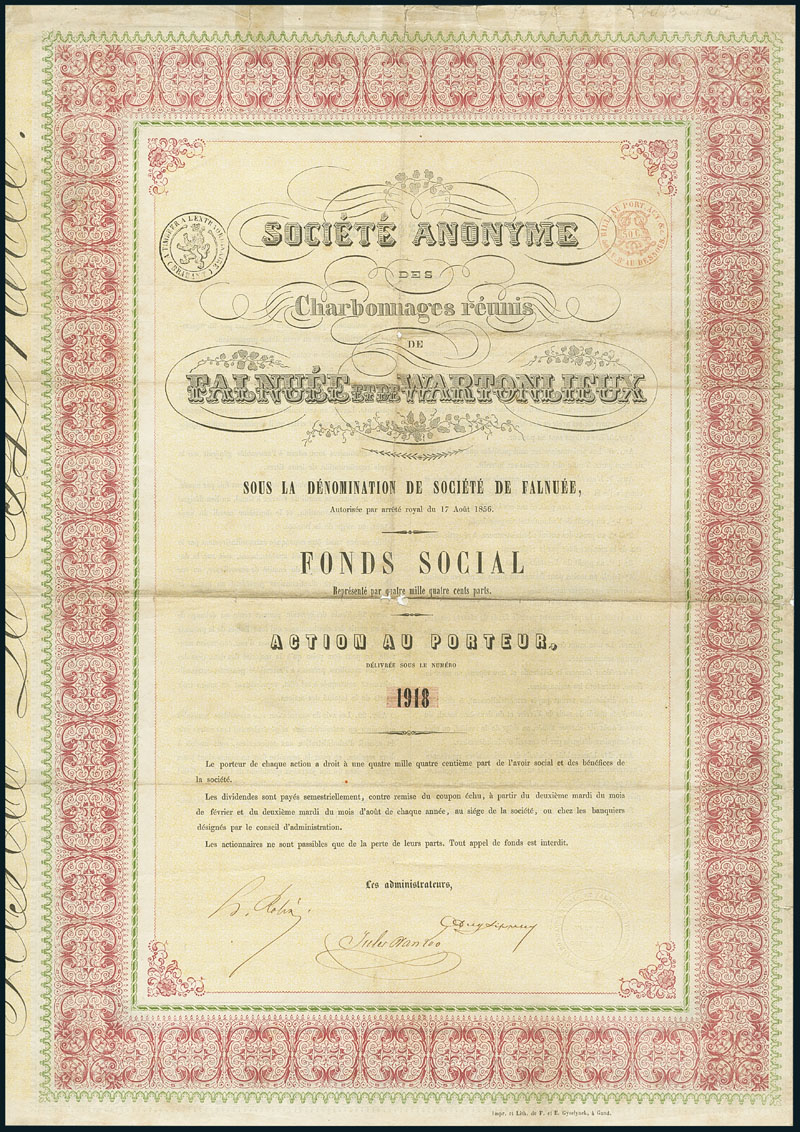 SOCIÉTÉ ANONYME
DES
Charbonnages réunis
DE
FALNUÉE ET DE WARTONLIEUX
SOUS LA DÉNOMINATION DE SOCIÉTÉ DE FALNUÉE,
Autorisée par arrêté royal du 17 Août 1856.
FONDS SOCIAL
Représenté par quatre mille quatre cents parts.
ACTION AU PORTEUR,
DÉLIVRÉE SOUS LE NUMÉRO
1918
Le porteur de chaque action a droit à une quatre mille quatre centième part de l'avoir social et des bénéfices de
la société.
Les dividendes sont payés semestriellement, contre remise du coupon échu, à partir du deuxième mardi du mois
de février et du deuxième mardi du mois d'août de chaque année, au siége de la société, ou chez les banquiers
désignés par le conseil d'administration.
Les actionnaires ne sont passibles que de la perte de leurs parts. Tout appel de fonds est interdit.
Les administrateurs,
Impr. et Lith. de F. et E. Gyselynck, à Gand.